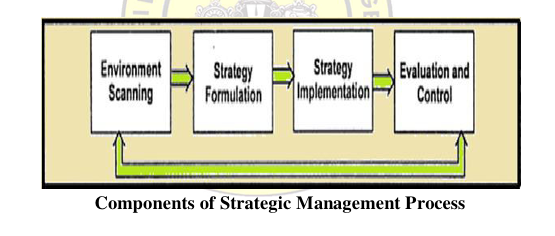 Environment
Scanning
Strategy
Formulation
Strategy
Implementation
Evaluation and
Control
Components of Strategic Management Process